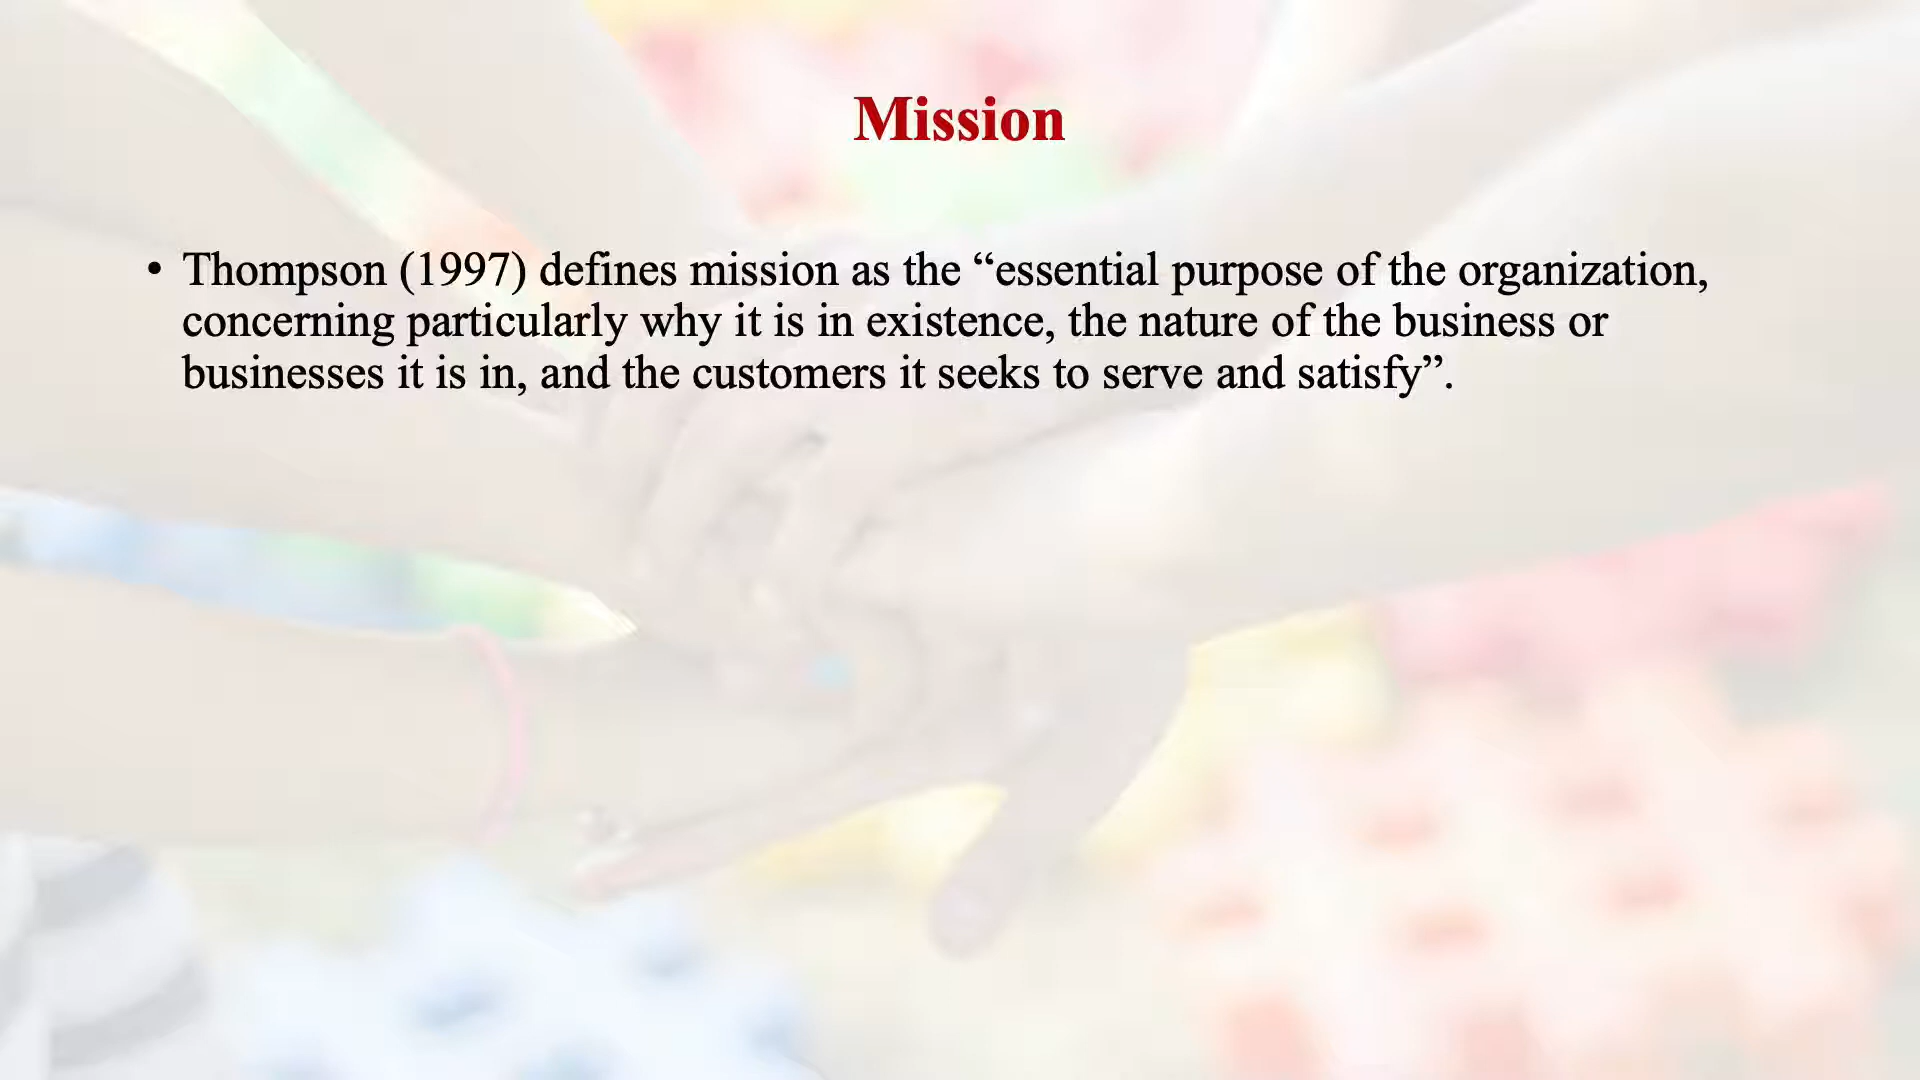 Mission
• Thompson (1997) defines mission as the “essential purpose of the organization,
concerning particularly why it is in existence, the nature of the business or
businesses it is in, and the customers it seeks to serve and satisfy”.